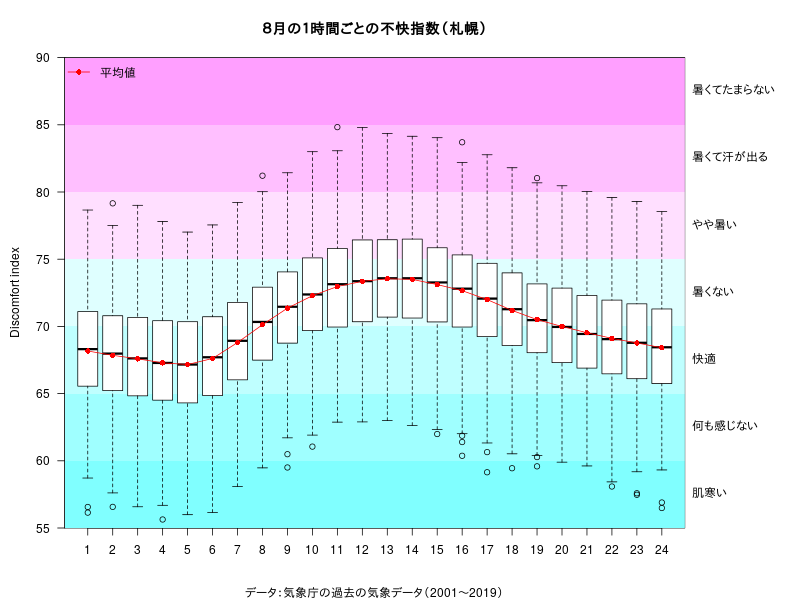 8月の1時間ごとの不快指数（札幌）
平均値
90
85
80
75
70
65
60
55
Discomfort index
暑くてたまらない
暑くて汗が出る
やや暑い
暑くない
快適
何も感じない
肌寒い
1 2 3 4 5 6 7 8 9 10 11 12 13 14 15 16 17 18 19 20 21 22 23 24
データ：気象庁の過去の気象データ（2001～2019）